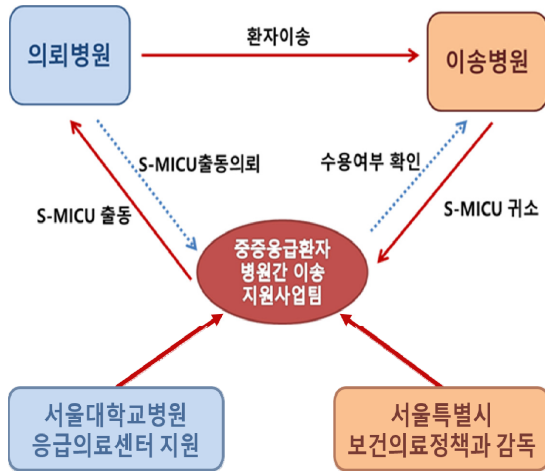 환자이송
의뢰병원
이송병원
S-MICU출동의뢰
수용여부 확인
S-MICU 출동
S-MICU 귀소
중증응급환자
병원간 이송
지원사업팀
서울대학교병원
응급의료센터 지원
서울특별시
보건의료정책과 감독